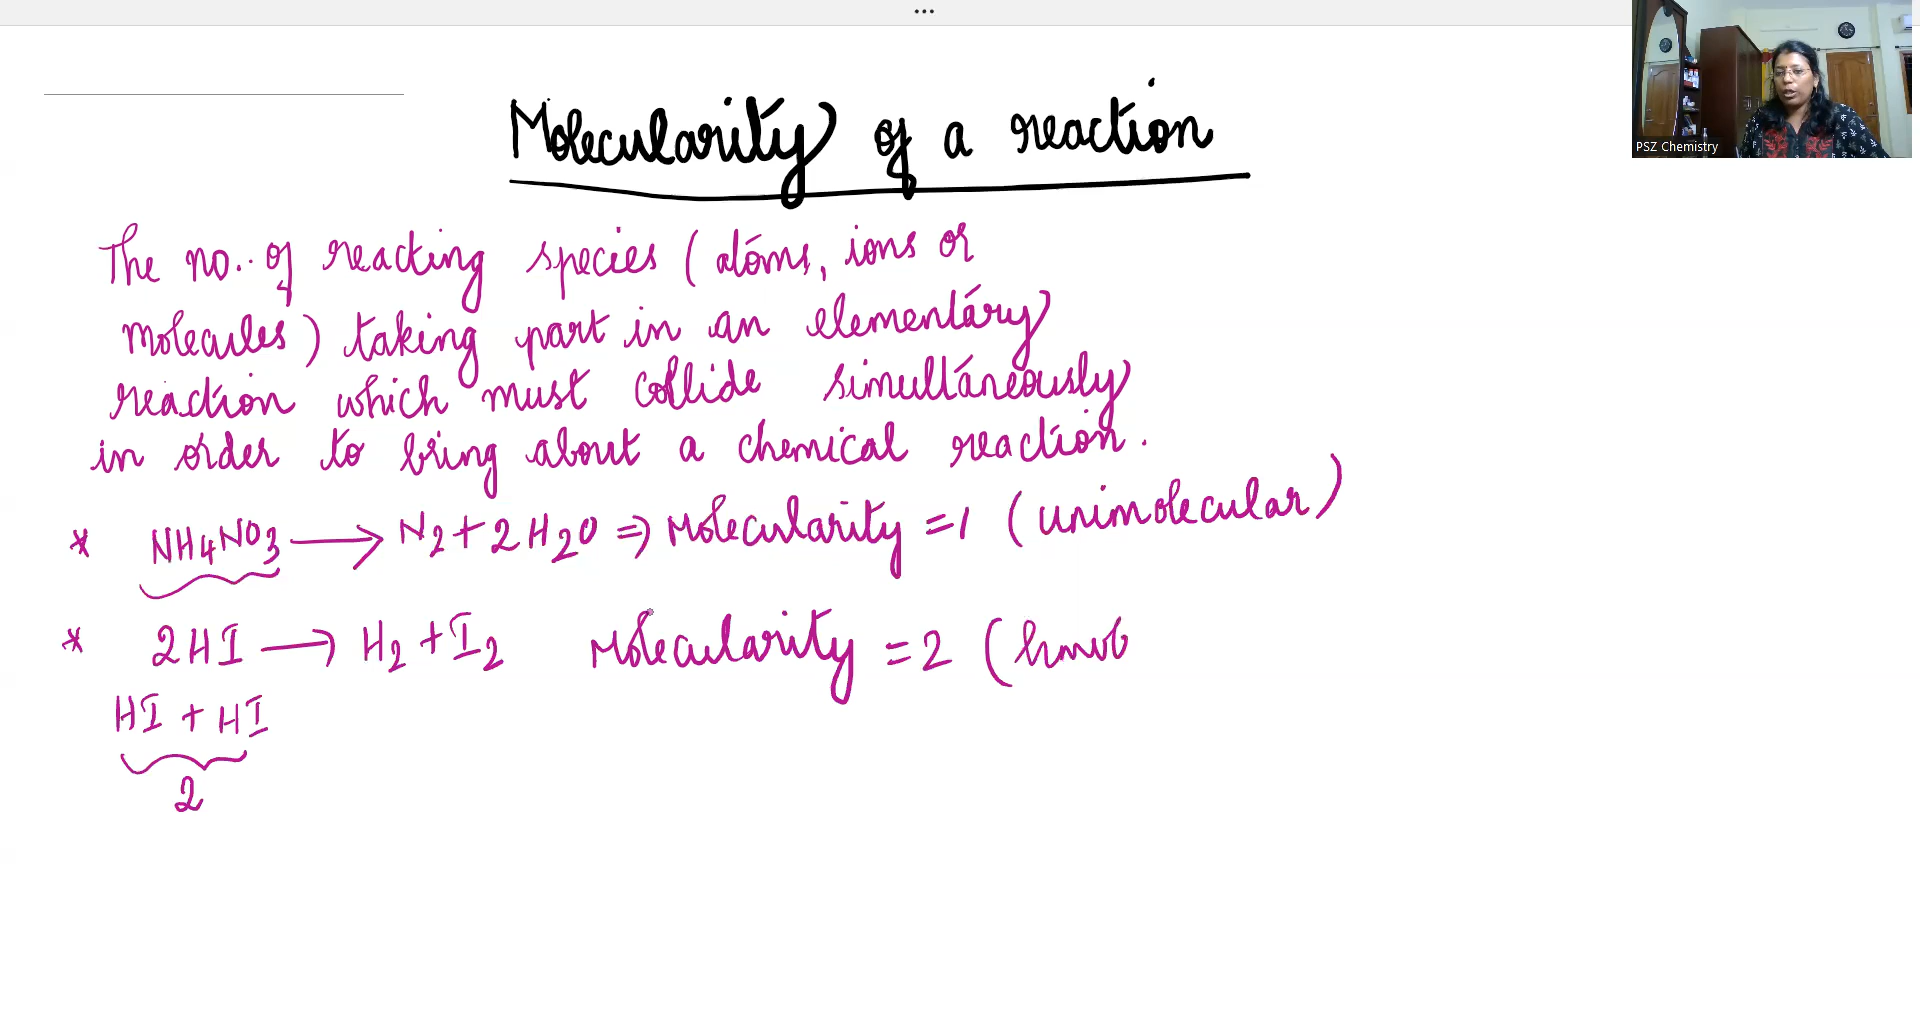 ...
PSZ Chemistry
Molecularity of a reaction
The no. of reacting species (atoms, ions or
molecules) taking part in an elementary
reaction which must collide simultaneously
in order to bring about a chemical reaction.
* NH4NO3 ⟶ N2 + 2H2O ⇒ Molecularity = 1 (unimolecular)
* 2HI ⟶ H2 + I2 Molecularity = 2 (
HI + HI
2